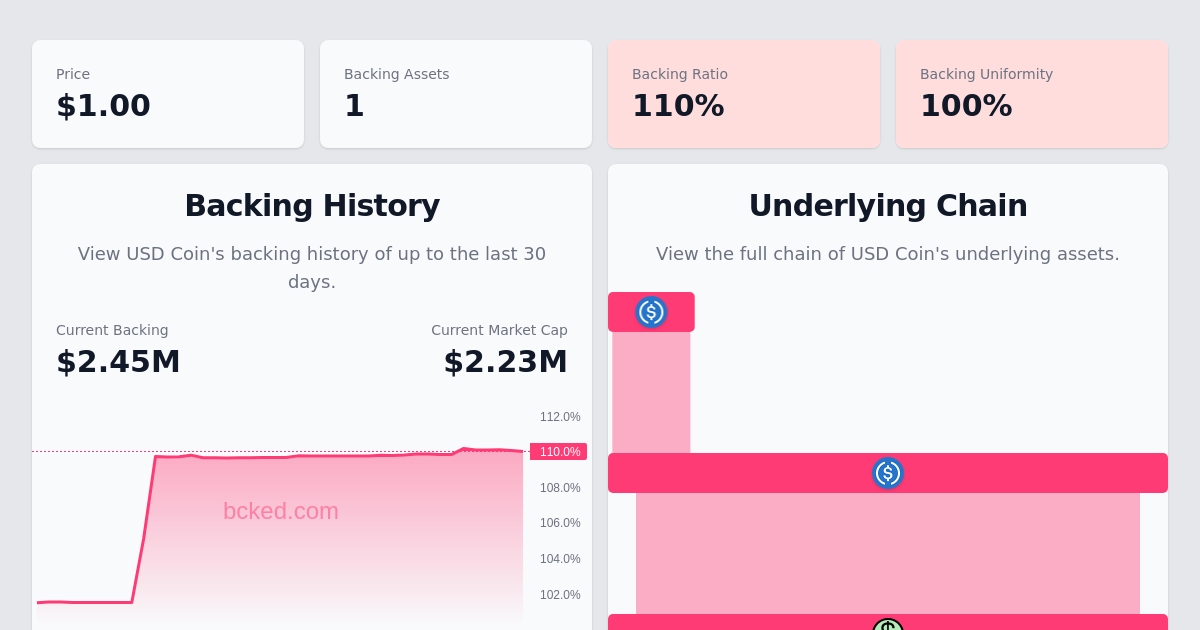 Price
$1.00
Backing Assets
1
Backing Ratio
110%
Backing Uniformity
100%
Backing History
View USD Coin's backing history of up to the last 30
days.
Current Backing
$2.45M
Current Market Cap
$2.23M
112.0%
110.0%
108.0%
106.0%
104.0%
102.0%
bcked.com
Underlying Chain
View the full chain of USD Coin's underlying assets.
$
$
$